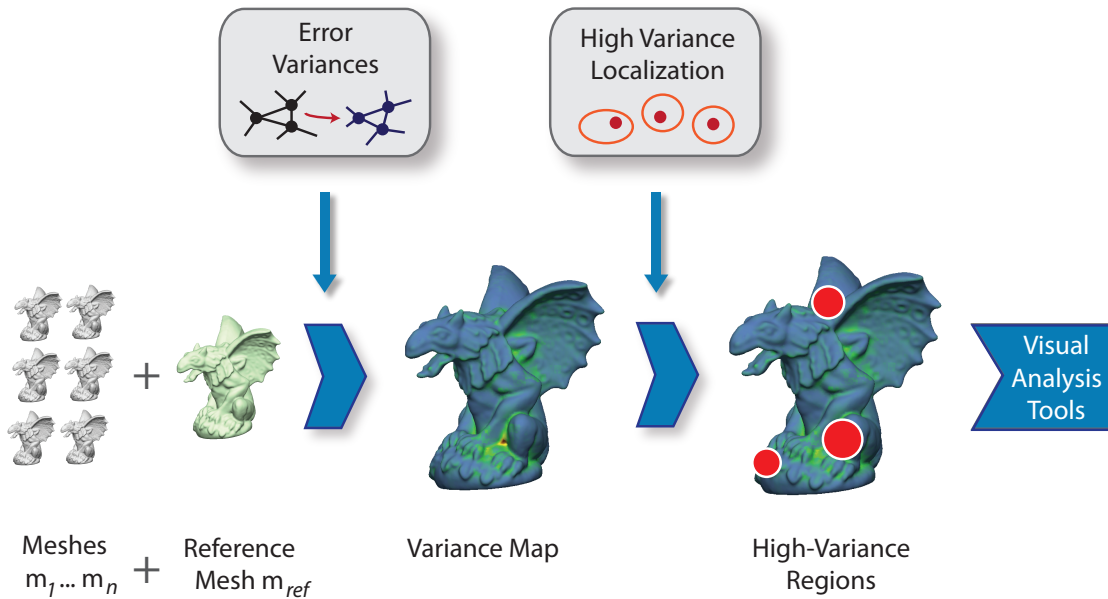 Error
Variances
High Variance
Localization
+
Visual
Analysis
Tools
Meshes
m1 ... mn
+
Reference
Mesh mref
Variance Map
High-Variance
Regions